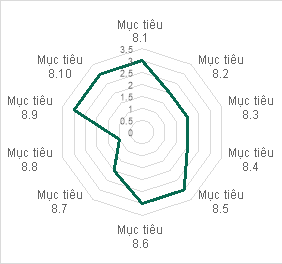 Mục tiêu
8.1
Mục tiêu
8.2
Mục tiêu
8.3
Mục tiêu
8.4
Mục tiêu
8.5
Mục tiêu
8.6
Mục tiêu
8.7
Mục tiêu
8.8
Mục tiêu
8.9
Mục tiêu
8.10
3.5
3
2.5
2
1.5
1
0.5
0